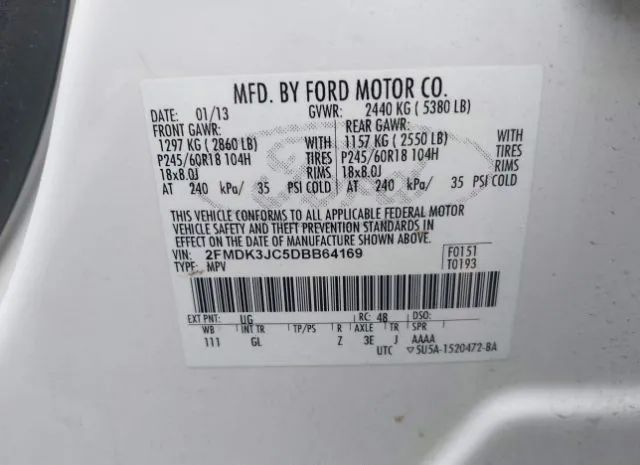 MFD. BY FORD MOTOR CO.
DATE: 01/13 GVWR: 2440 KG ( 5380 LB)
FRONT GAWR: REAR GAWR:
1297 KG ( 2860 LB) WITH 1157 KG ( 2550 LB) WITH
P245/60R18 104H TIRES P245/60R18 104H TIRES
18x8.0J RIMS 18x8.0J RIMS
AT 240 kPa/ 35 PSI COLD AT 240 kPa/ 35 PSI COLD
THIS VEHICLE CONFORMS TO ALL APPLICABLE FEDERAL MOTOR
VEHICLE SAFETY AND THEFT PREVENTION STANDARDS IN
EFFECT ON THE DATE OF MANUFACTURE SHOWN ABOVE.
VIN: 2FMDK3JC5DBB64169 F0151
TYPE: MPV T0193
EXT PNT: UG RC: 48 DSO:
WB INT TR TP/PS R AXLE TR SPR
111 GL Z 3E J AAAA
UTC ▽5U5A-1520472-BA